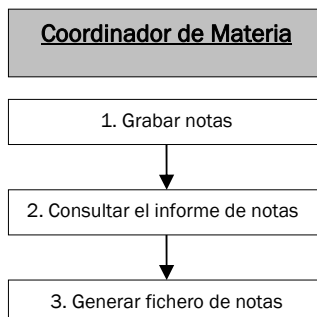 Coordinador de Materia
1. Grabar notas
2. Consultar el informe de notas
3. Generar fichero de notas